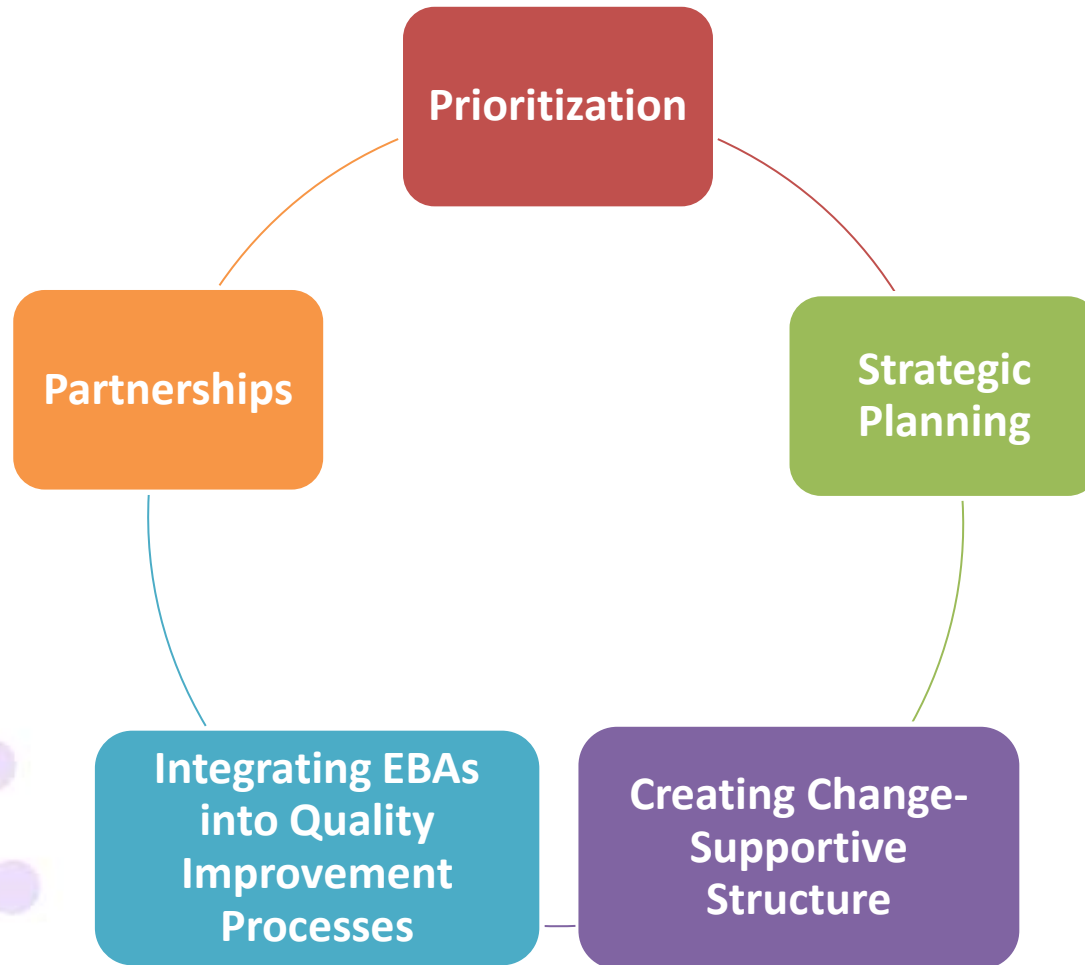 Prioritization
Strategic
Planning
Creating Change-
Supportive
Structure
Integrating EBAs
into Quality
Improvement
Processes
Partnerships